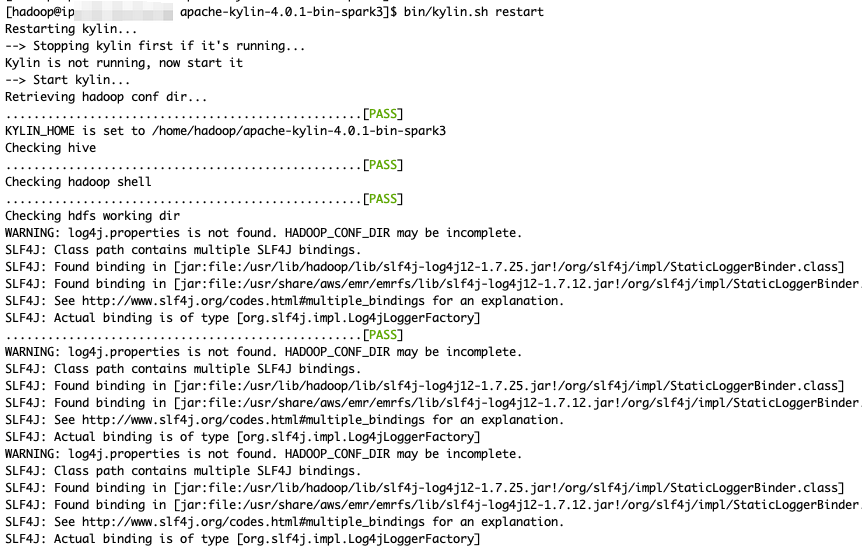 [hadoop@ip apache-kylin-4.0.1-bin-spark3]$ bin/kylin.sh restart
Restarting kylin...
--> Stopping kylin first if it's running...
Kylin is not running, now start it
--> Start kylin...
Retrieving hadoop conf dir...
...................................................[PASS]
KYLIN_HOME is set to /home/hadoop/apache-kylin-4.0.1-bin-spark3
Checking hive
...................................................[PASS]
Checking hadoop shell
...................................................[PASS]
Checking hdfs working dir
WARNING: log4j.properties is not found. HADOOP_CONF_DIR may be incomplete.
SLF4J: Class path contains multiple SLF4J bindings.
SLF4J: Found binding in [jar:file:/usr/lib/hadoop/lib/slf4j-log4j12-1.7.25.jar!/org/slf4j/impl/StaticLoggerBinder.class]
SLF4J: Found binding in [jar:file:/usr/share/aws/emr/emrfs/lib/slf4j-log4j12-1.7.12.jar!/org/slf4j/impl/StaticLoggerBinder.
SLF4J: See http://www.slf4j.org/codes.html#multiple_bindings for an explanation.
SLF4J: Actual binding is of type [org.slf4j.impl.Log4jLoggerFactory]
...................................................[PASS]
WARNING: log4j.properties is not found. HADOOP_CONF_DIR may be incomplete.
SLF4J: Class path contains multiple SLF4J bindings.
SLF4J: Found binding in [jar:file:/usr/lib/hadoop/lib/slf4j-log4j12-1.7.25.jar!/org/slf4j/impl/StaticLoggerBinder.class]
SLF4J: Found binding in [jar:file:/usr/share/aws/emr/emrfs/lib/slf4j-log4j12-1.7.12.jar!/org/slf4j/impl/StaticLoggerBinder.
SLF4J: See http://www.slf4j.org/codes.html#multiple_bindings for an explanation.
SLF4J: Actual binding is of type [org.slf4j.impl.Log4jLoggerFactory]
WARNING: log4j.properties is not found. HADOOP_CONF_DIR may be incomplete.
SLF4J: Class path contains multiple SLF4J bindings.
SLF4J: Found binding in [jar:file:/usr/lib/hadoop/lib/slf4j-log4j12-1.7.25.jar!/org/slf4j/impl/StaticLoggerBinder.class]
SLF4J: Found binding in [jar:file:/usr/share/aws/emr/emrfs/lib/slf4j-log4j12-1.7.12.jar!/org/slf4j/impl/StaticLoggerBinder.
SLF4J: See http://www.slf4j.org/codes.html#multiple_bindings for an explanation.
SLF4J: Actual binding is of type [org.slf4j.impl.Log4jLoggerFactory]